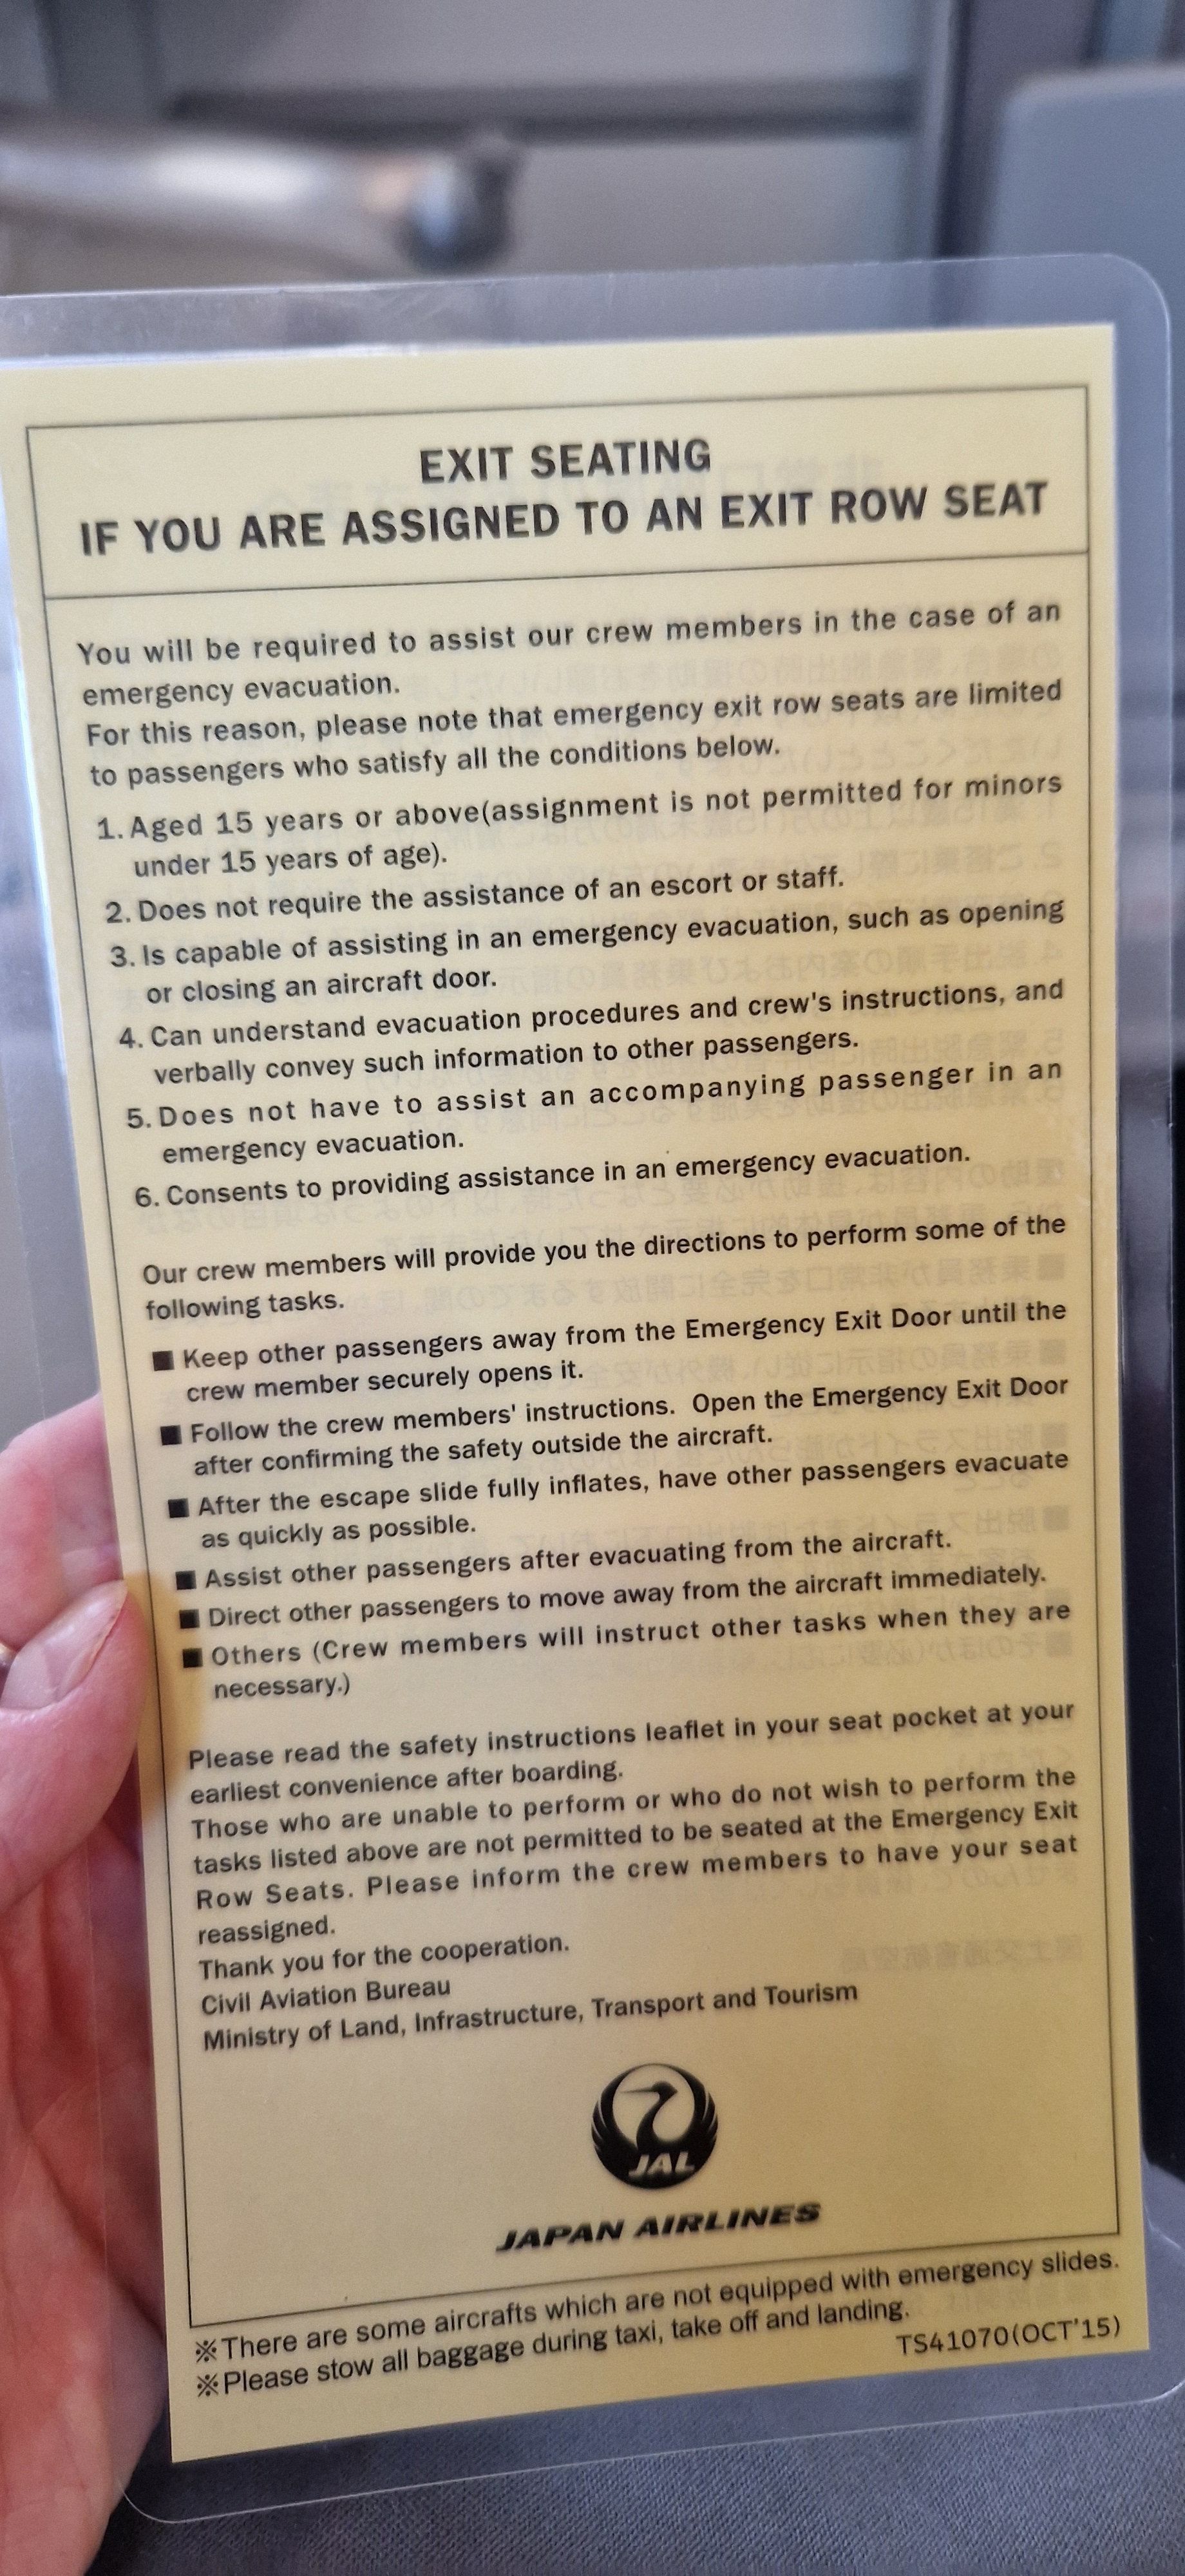 EXIT SEATING
IF YOU ARE ASSIGNED TO AN EXIT ROW SEAT
You will be required to assist our crew members in the case of an
emergency evacuation.
For this reason, please note that emergency exit row seats are limited
to passengers who satisfy all the conditions below.
1. Aged 15 years or above(assignment is not permitted for minors
under 15 years of age).
2. Does not require the assistance of an escort or staff.
3. Is capable of assisting in an emergency evacuation, such as opening
or closing an aircraft door.
4. Can understand evacuation procedures and crew's instructions, and
verbally convey such information to other passengers.
5. Does not have to assist an accompanying passenger in an
emergency evacuation.
6. Consents to providing assistance in an emergency evacuation.
Our crew members will provide you the directions to perform some of the
following tasks.
■ Keep other passengers away from the Emergency Exit Door until the
crew member securely opens it.
■ Follow the crew members' instructions. Open the Emergency Exit Door
after confirming the safety outside the aircraft.
■ After the escape slide fully inflates, have other passengers evacuate
as quickly as possible.
■ Assist other passengers after evacuating from the aircraft.
■ Direct other passengers to move away from the aircraft immediately.
■ Others (Crew members will instruct other tasks when they are
necessary.)
Please read the safety instructions leaflet in your seat pocket at your
earliest convenience after boarding.
Those who are unable to perform or who do not wish to perform the
tasks listed above are not permitted to be seated at the Emergency Exit
Row Seats. Please inform the crew members to have your seat
reassigned.
Thank you for the cooperation.
Civil Aviation Bureau
Ministry of Land, Infrastructure, Transport and Tourism
JAL
JAPAN AIRLINES
※There are some aircrafts which are not equipped with emergency slides.
※Please stow all baggage during taxi, take off and landing.
TS41070(OCT'15)